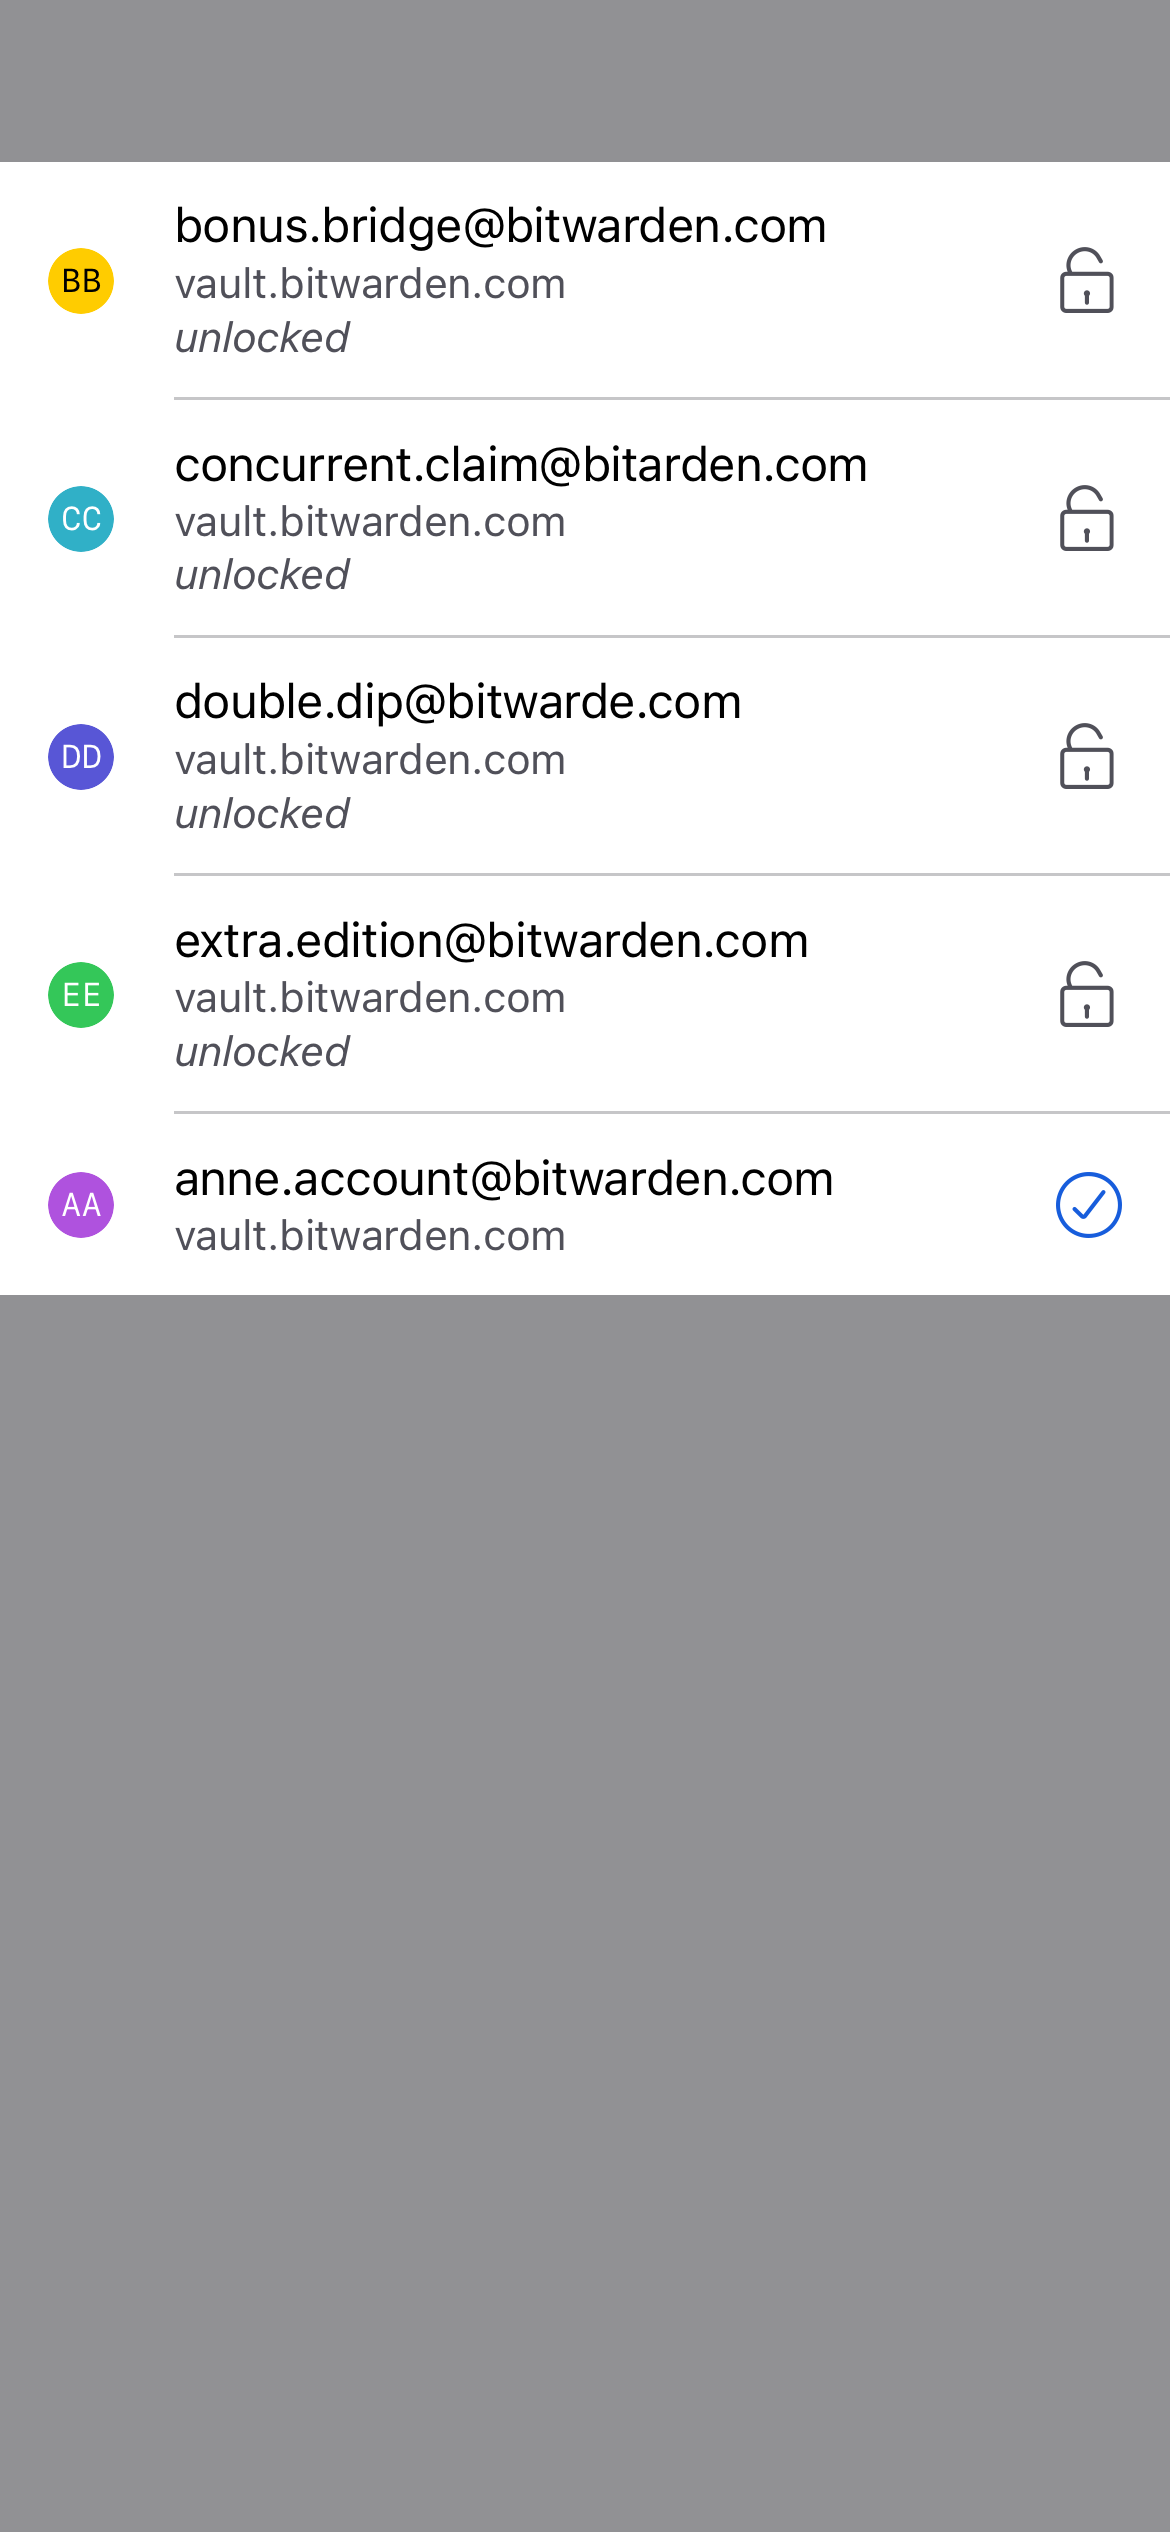 BB
bonus.bridge@bitwarden.com
vault.bitwarden.com
unlocked
CC
concurrent.claim@bitarden.com
vault.bitwarden.com
unlocked
DD
double.dip@bitwarde.com
vault.bitwarden.com
unlocked
EE
extra.edition@bitwarden.com
vault.bitwarden.com
unlocked
AA
anne.account@bitwarden.com
vault.bitwarden.com